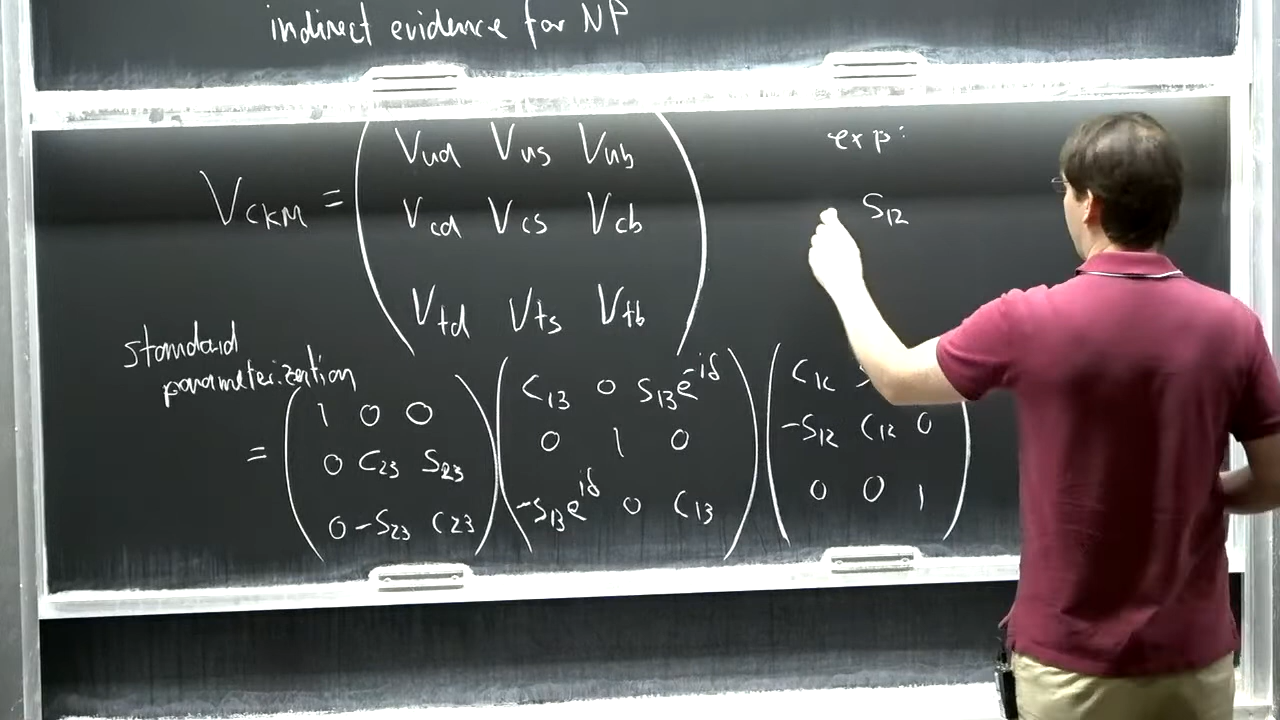 indirect evidence for NP
V_CKM = ( V_ud V_us V_ub
V_cd V_cs V_cb
V_td V_ts V_tb )
exp:
S_12
standard
parameterization
= ( 1 0 0
0 C_23 S_23
0 -S_23 C_23 )
( C_13 0 S_13 e^-iδ
0 1 0
-S_13 e^iδ 0 C_13 )
( C_12
-S_12 C_12 0
0 0 1 )